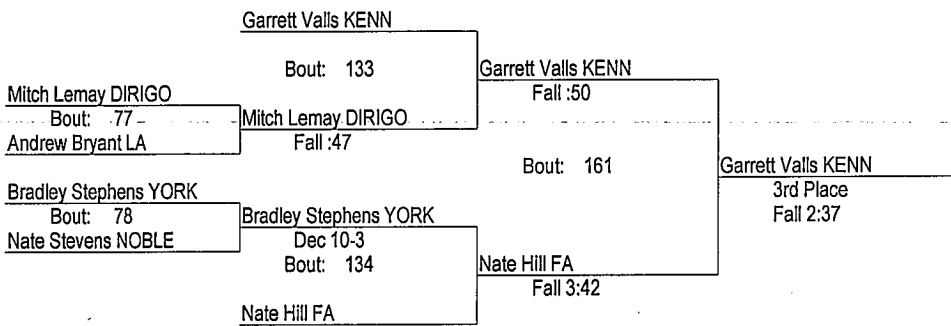 Garrett Valls KENN
Bout: 133
Garrett Valls KENN
Fall :50
Mitch Lemay DIRIGO
Bout: 77
Mitch Lemay DIRIGO
Andrew Bryant LA
Fall :47
Bout: 161
Garrett Valls KENN
3rd Place
Fall 2:37
Bradley Stephens YORK
Bout: 78
Bradley Stephens YORK
Nate Stevens NOBLE
Dec 10-3
Bout: 134
Nate Hill FA
Fall 3:42
Nate Hill FA